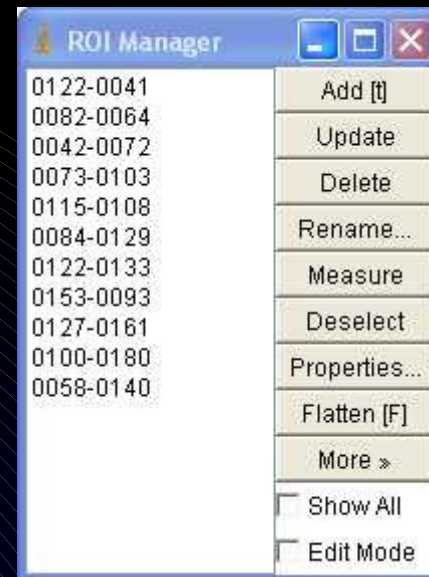 ROI Manager
0122-0041
0082-0064
0042-0072
0073-0103
0115-0108
0084-0129
0122-0133
0153-0093
0127-0161
0100-0180
0058-0140
Add [t]
Update
Delete
Rename...
Measure
Deselect
Properties...
Flatten [F]
More »
Show All
Edit Mode